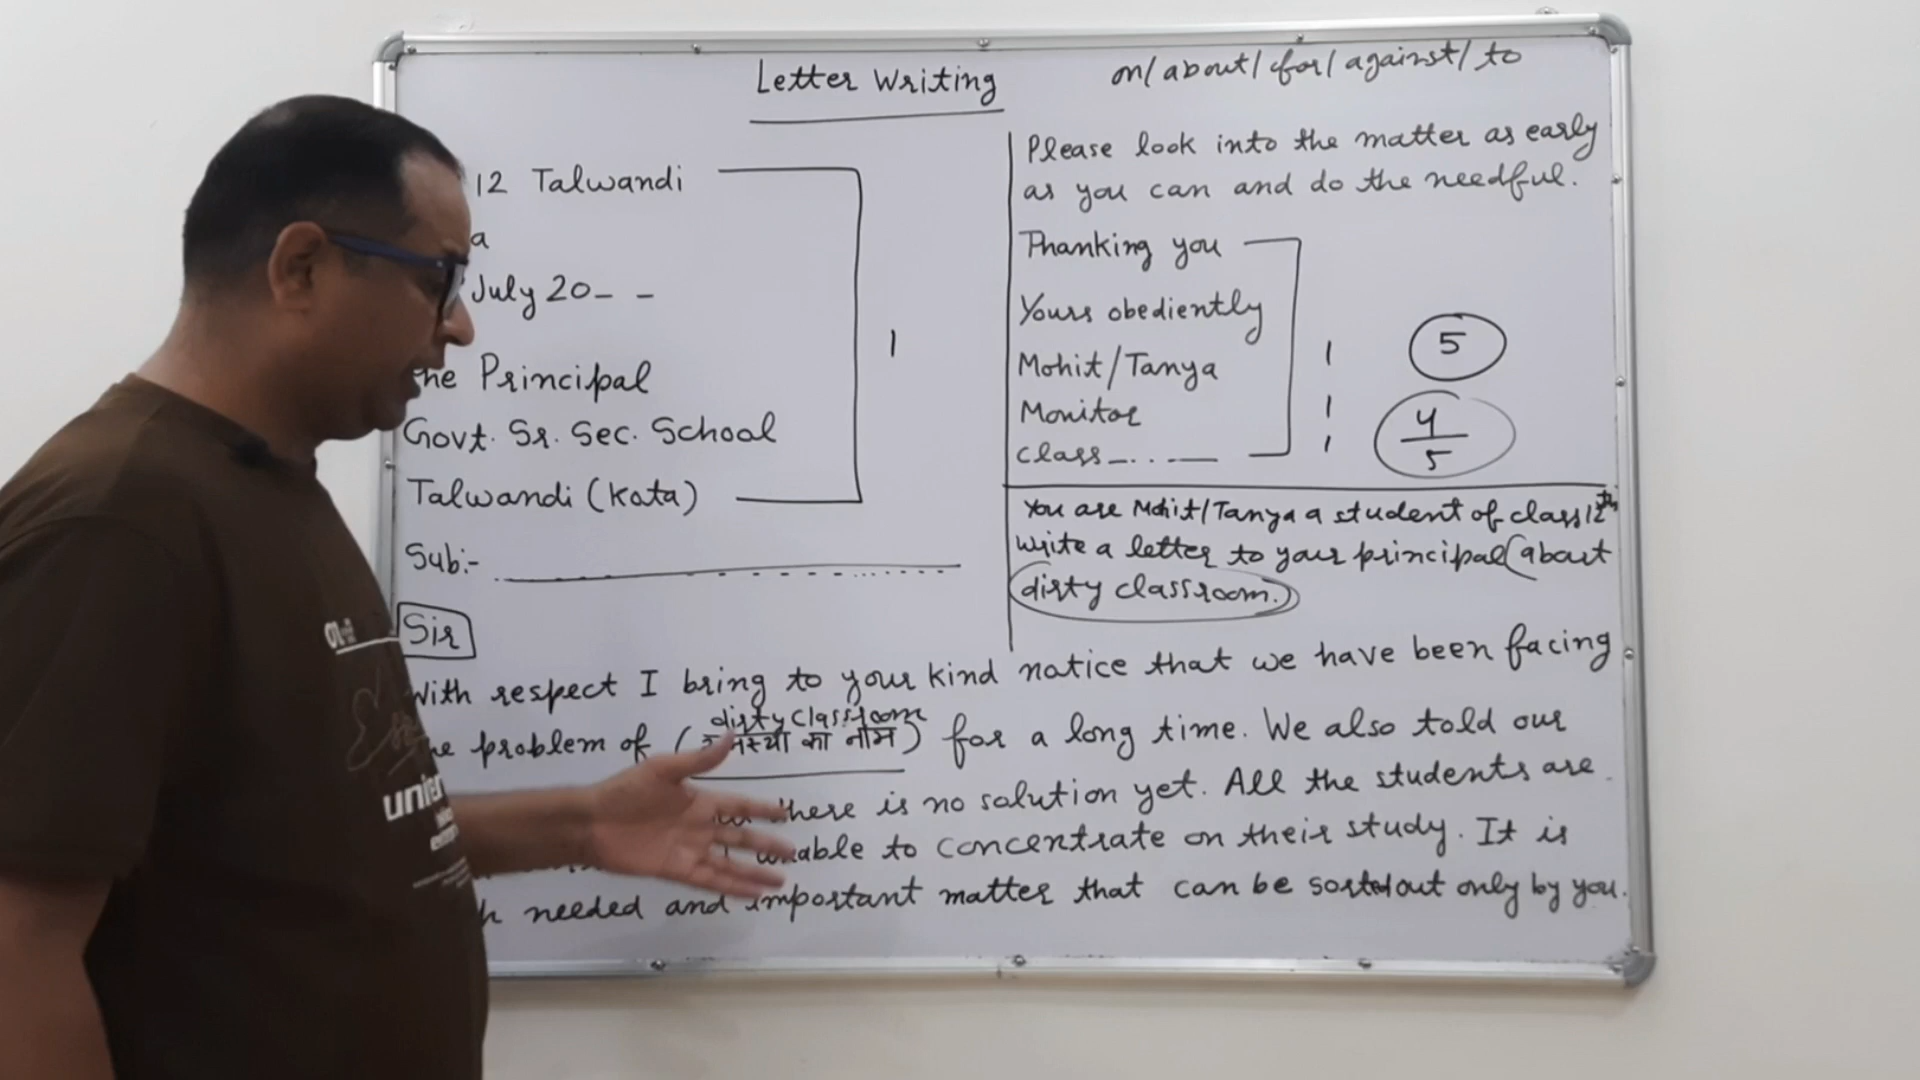 Letter Writing
on/about/for/against/to
12 Talwandi
July 20- -
Principal
Govt. Sr. Sec. School
Talwandi (Kota)
1
Sub:-
Sir
Please look into the matter as early
as you can and do the needful.
Thanking you
Yours obediently
Mohit/Tanya
Monitor
class
1
1
1
5
4
5
You are Mohit/Tanya a student of class 12th
Write a letter to your principal (about
dirty classroom.)
With respect I bring to your kind notice that we have been facing
problem of (समस्या का नाम) for a long time. We also told our
dirty classroom
there is no solution yet. All the students are
unable to concentrate on their study. It is
needed and important matter that can be sorted out only by you.